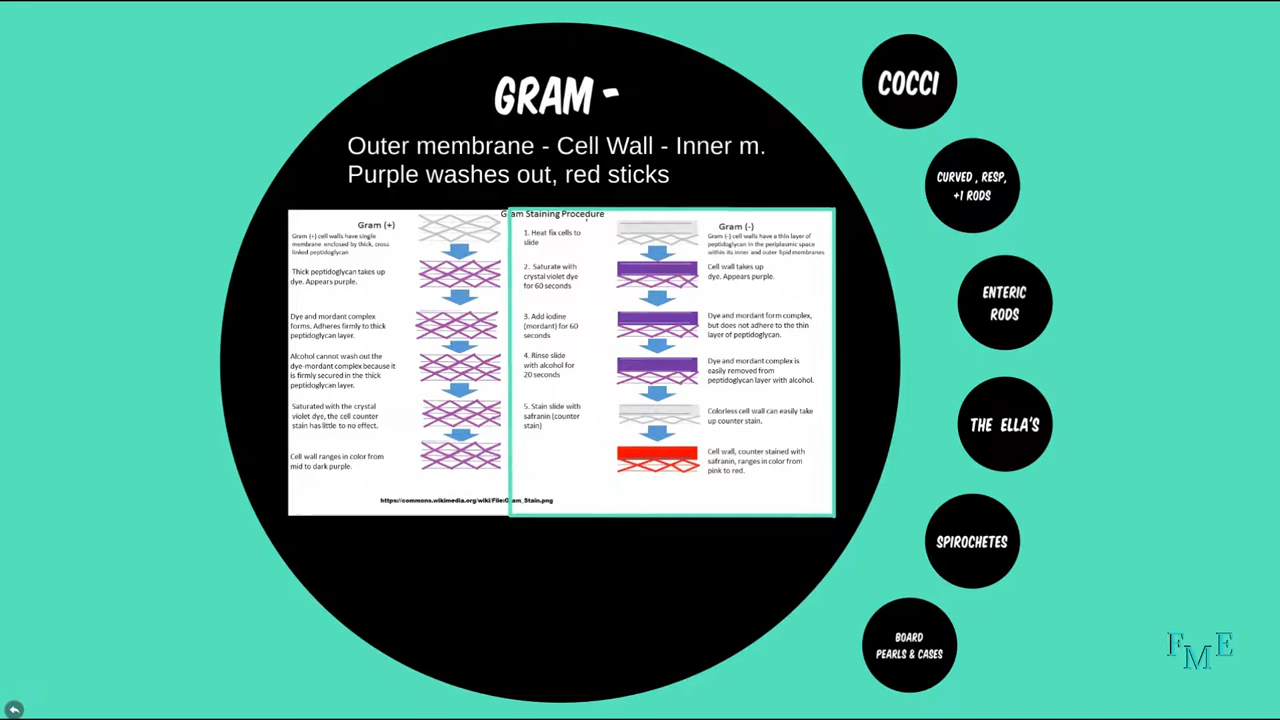 GRAM -
Outer membrane - Cell Wall - Inner m.
Purple washes out, red sticks
Gram Staining Procedure
Gram (+)
Gram (+) cell walls have single
membrane enclosed by thick, cross
linked peptidoglycan
Thick peptidoglycan takes up
dye. Appears purple.
Dye and mordant complex
forms. Adheres firmly to thick
peptidoglycan layer.
Alcohol cannot wash out the
dye-mordant complex because it
is firmly secured in the thick
peptidoglycan layer.
Saturated with the crystal
violet dye, the cell counter
stain has little to no effect.
Cell wall ranges in color from
mid to dark purple.
1. Heat fix cells to
slide
2. Saturate with
crystal violet dye
for 60 seconds
3. Add iodine
(mordant) for 60
seconds
4. Rinse slide
with alcohol for
20 seconds
5. Stain slide with
safranin (counter
stain)
Gram (-)
Gram (-) cell walls have a thin layer of
peptidoglycan in the periplasmic space
within its inner and outer lipid membranes.
Cell wall takes up
dye. Appears purple.
Dye and mordant form complex,
but does not adhere to the thin
layer of peptidoglycan.
Dye and mordant complex is
easily removed from
peptidoglycan layer with alcohol.
Colorless cell wall can easily take
up counter stain.
Cell wall, counter stained with
safranin, ranges in color from
pink to red.
https://commons.wikimedia.org/wiki/File:Gram_Stain.png
COCCI
CURVED , RESP,
+1 RODS
ENTERIC
RODS
THE ELLA'S
SPIROCHETES
BOARD
PEARLS & CASES
FME